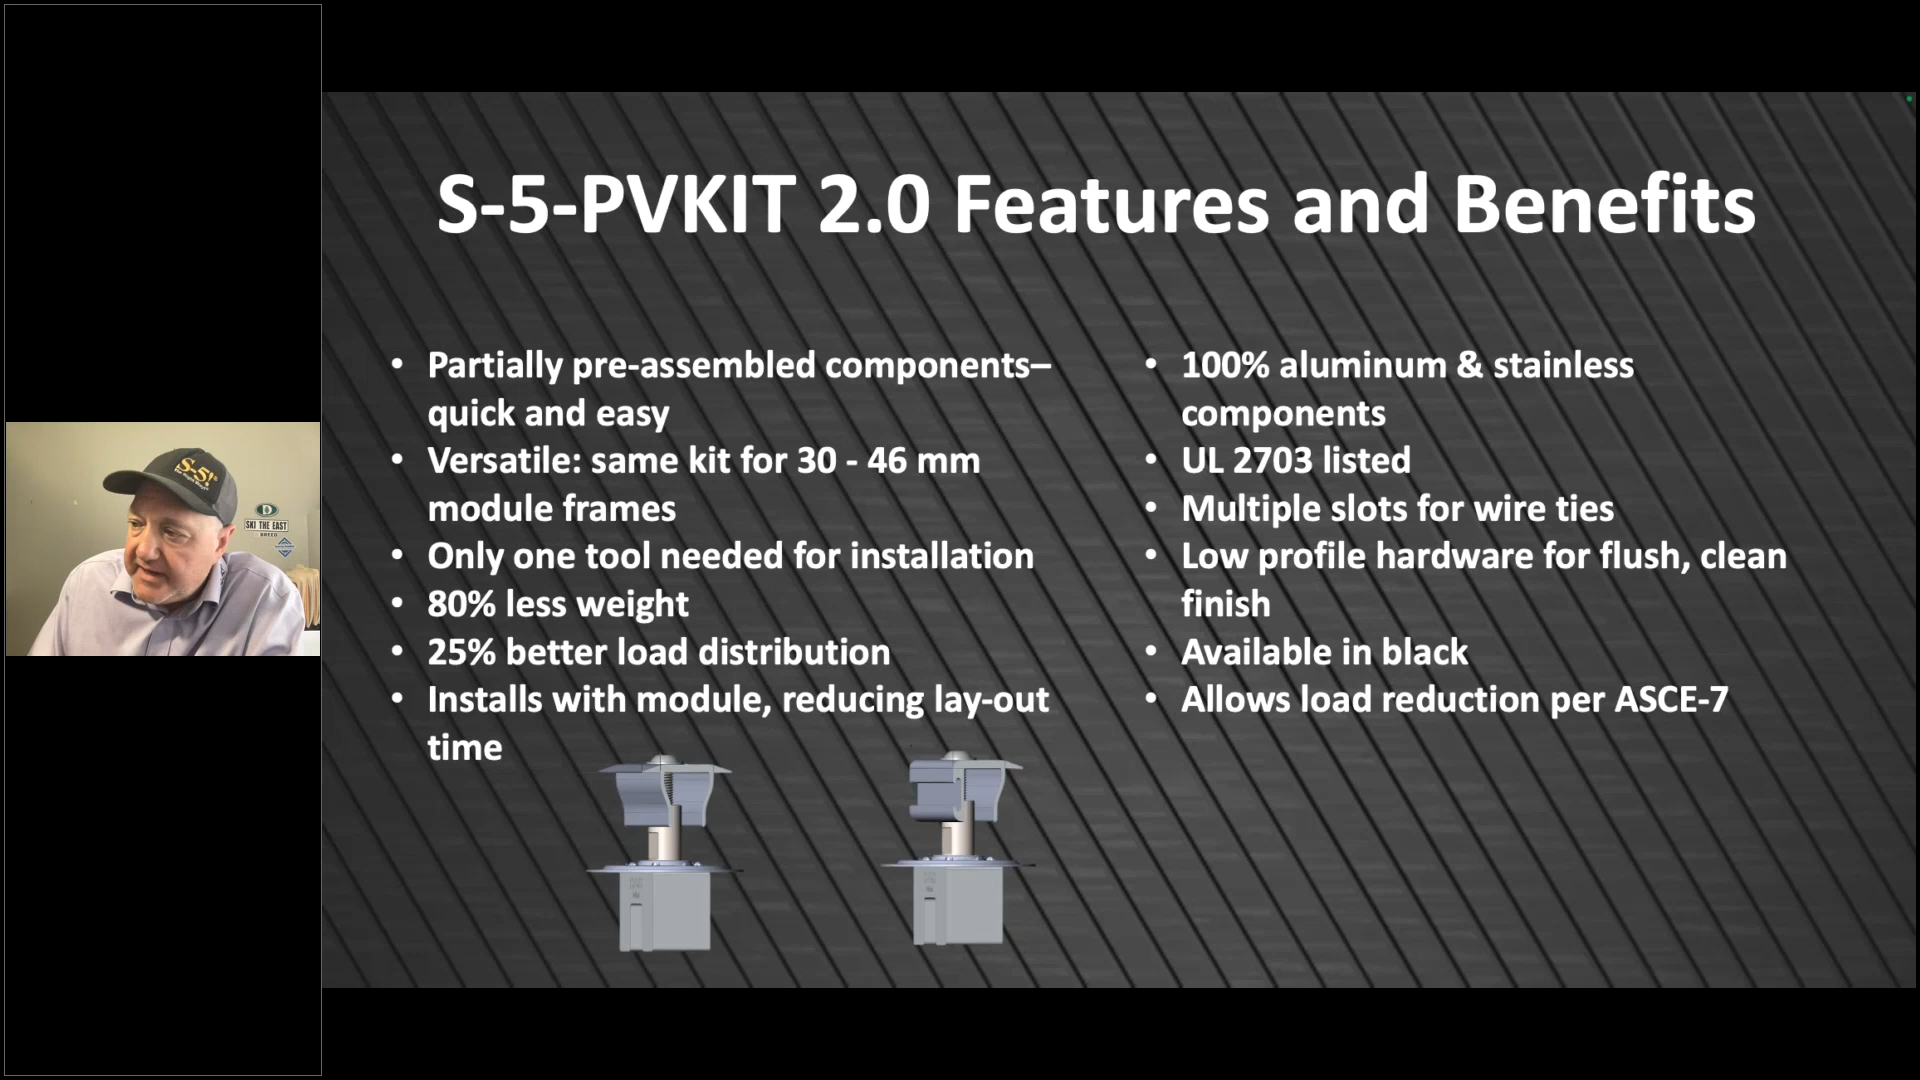 S-5-PVKIT 2.0 Features and Benefits
• Partially pre-assembled components–
quick and easy
• Versatile: same kit for 30 - 46 mm
module frames
• Only one tool needed for installation
• 80% less weight
• 25% better load distribution
• Installs with module, reducing lay-out
time
• 100% aluminum & stainless
components
• UL 2703 listed
• Multiple slots for wire ties
• Low profile hardware for flush, clean
finish
• Available in black
• Allows load reduction per ASCE-7
S-5!
SKI THE EAST
BREED